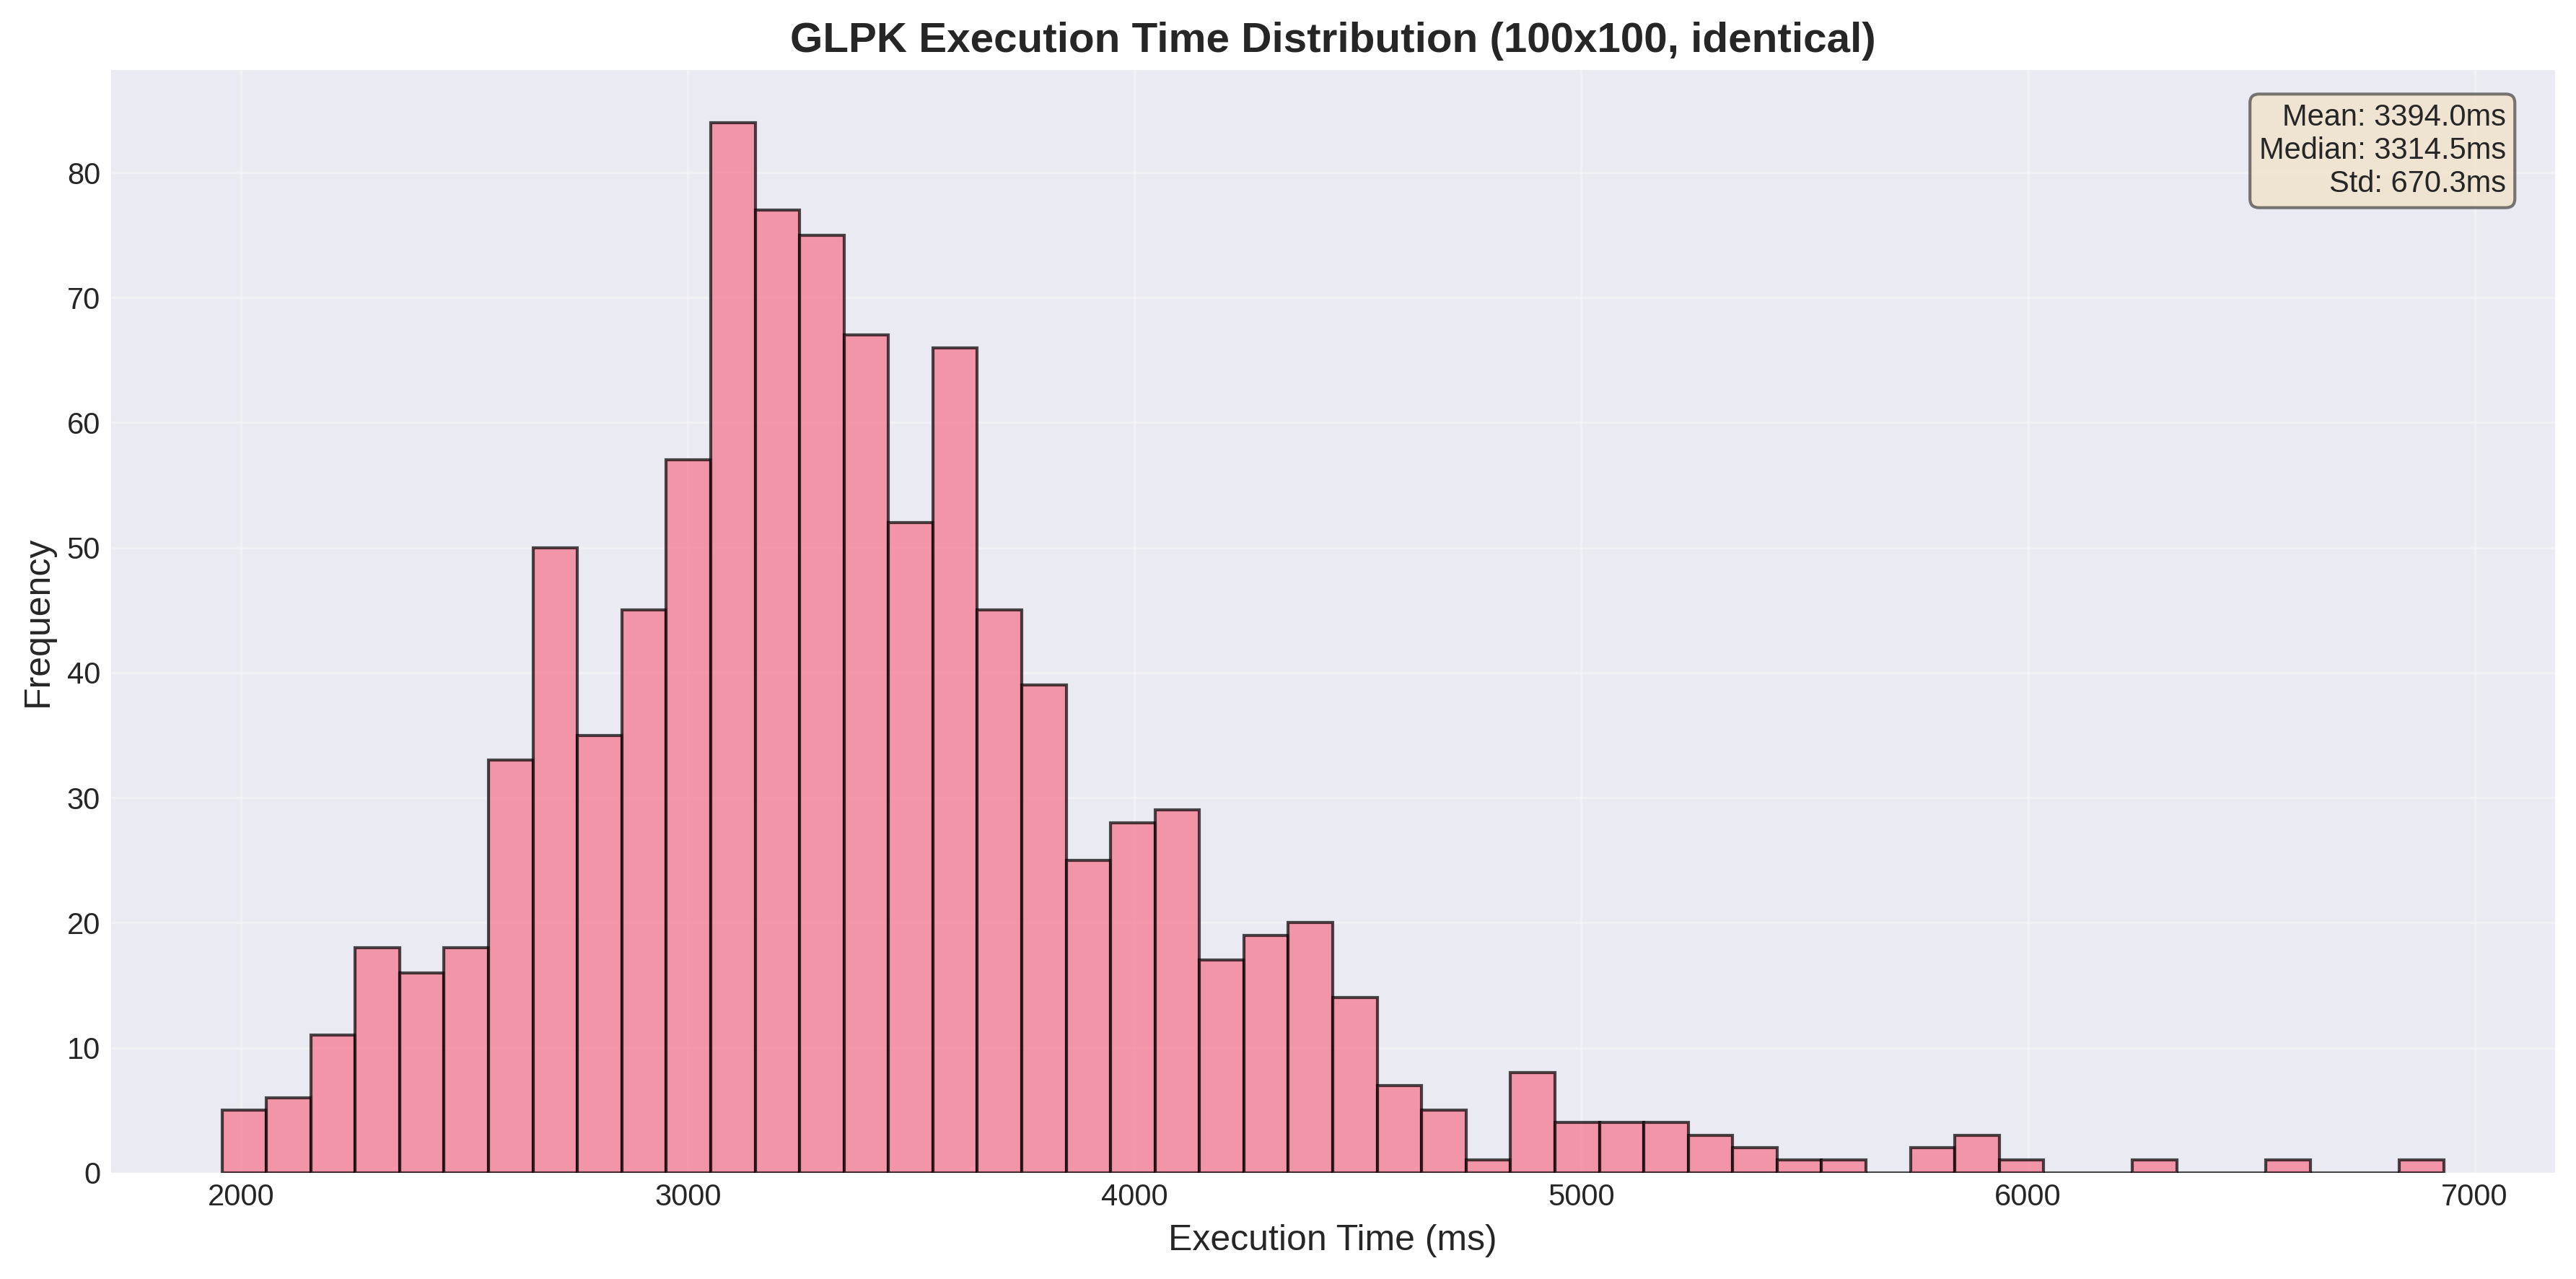 GLPK Execution Time Distribution (100x100, identical)
Mean: 3394.0ms
Median: 3314.5ms
Std: 670.3ms
Frequency
80
70
60
50
40
30
20
10
0
2000 3000 4000 5000 6000 7000
Execution Time (ms)